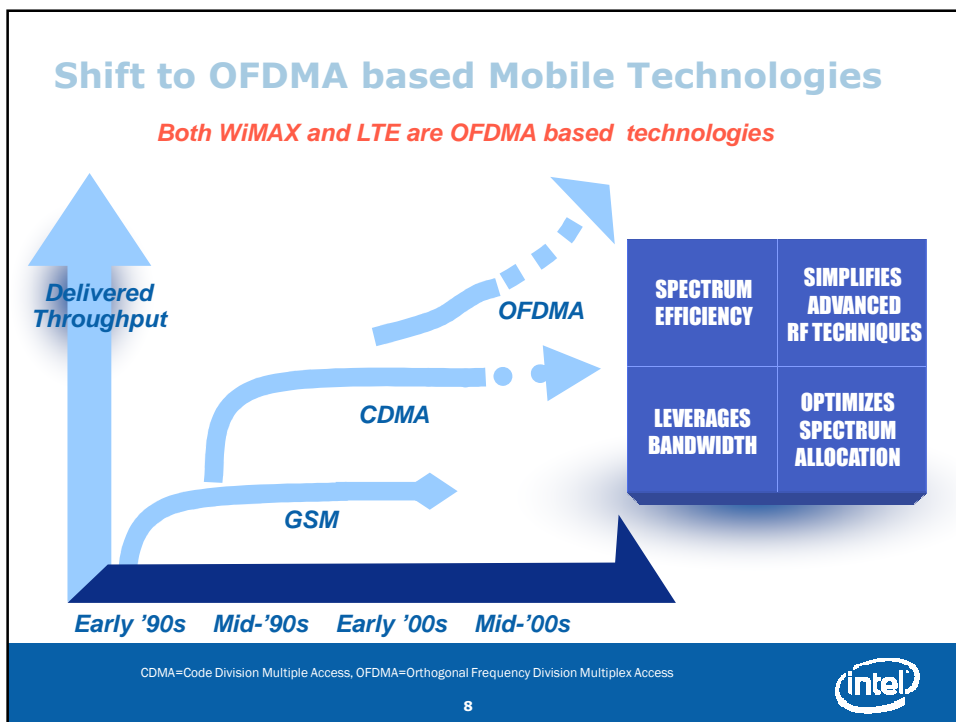 Shift to OFDMA based Mobile Technologies
Both WiMAX and LTE are OFDMA based technologies
Delivered
Throughput
OFDMA
CDMA
GSM
SPECTRUM
EFFICIENCY
SIMPLIFIES
ADVANCED
RF TECHNIQUES
LEVERAGES
BANDWIDTH
OPTIMIZES
SPECTRUM
ALLOCATION
Early ’90s Mid-’90s Early ’00s Mid-’00s
CDMA=Code Division Multiple Access, OFDMA=Orthogonal Frequency Division Multiplex Access
8
intel